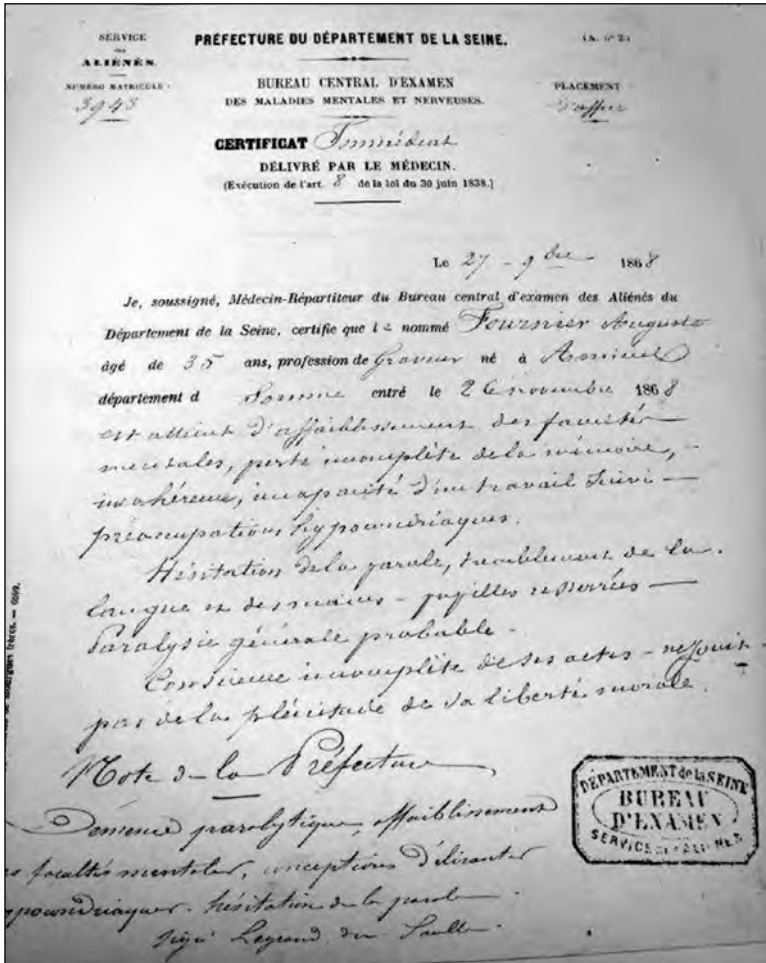 SERVICE
des
ALIÉNÉS.
NUMÉRO MATRICULE :
3943
PRÉFECTURE DU DÉPARTEMENT DE LA SEINE.
BUREAU CENTRAL D'EXAMEN
DES MALADIES MENTALES ET NERVEUSES.
CERTIFICAT Immédiat
DÉLIVRÉ PAR LE MÉDECIN.
(Exécution de l'art. 8 de la loi du 30 juin 1838.)
(A. n° 2)
PLACEMENT
d'office
Le 27 - 9bre 1868
Je, soussigné, Médecin-Répartiteur du Bureau central d'examen des Aliénés du
Département de la Seine, certifie que le nommé Fournier Auguste
âgé de 35 ans, profession de Graveur né à
département d Somme entré le 26 novembre 1868
est atteint d'affaiblissement des facultés
mentales, perte incomplète de la mémoire,
incohérence, incapacité d'un travail suivi —
préoccupations hypocondriaques.
Hésitation de la parole, tremblement de la
langue et des mains - pupilles resserrées —
Paralysie générale probable -
Conscience incomplète de ses actes - ne jouit
pas de la plénitude de sa liberté morale.
Note de la Préfecture
Démence paralytique, affaiblissement
facultés mentales, conceptions délirantes
hypocondriaques. hésitation de la parole.
signé Legrand du Saulle
DÉPARTEMENT de la SEINE
BUREAU
D'EXAMEN
SERVICE des ALIÉNÉS